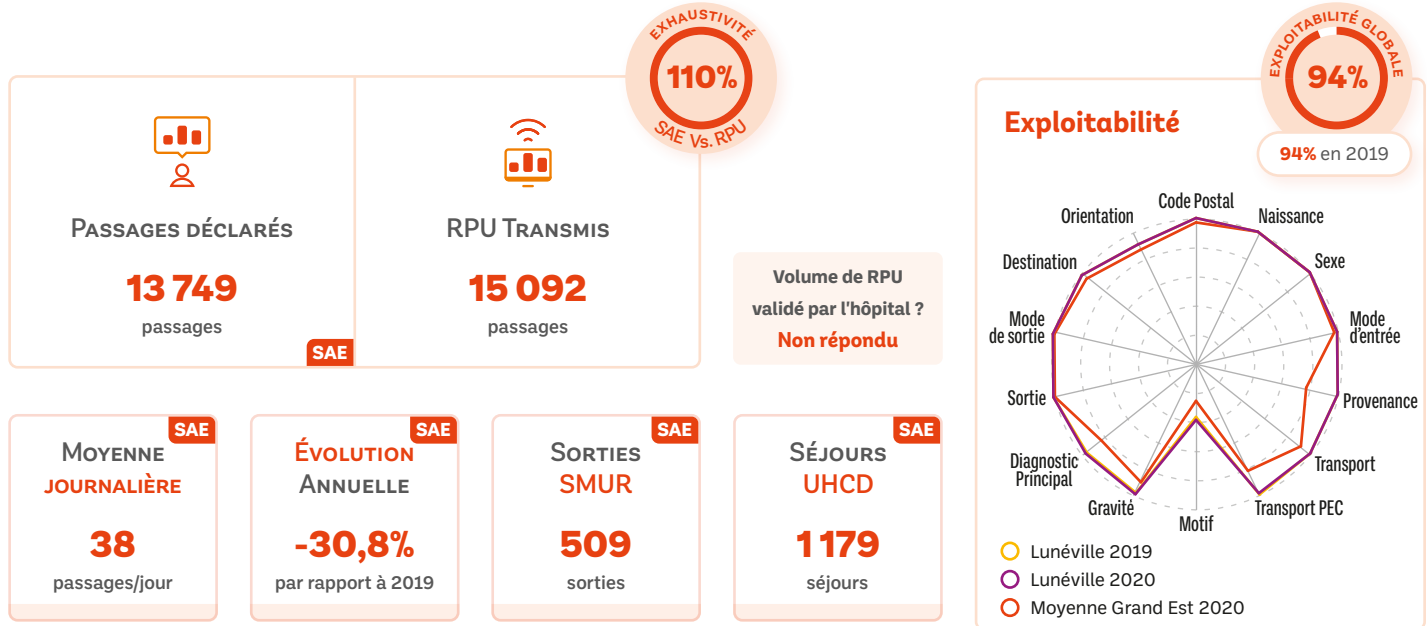 EXHAUSTIVITÉ
110%
SAE Vs. RPU
PASSAGES DÉCLARÉS
13 749
passages
SAE
RPU TRANSMIS
15 092
passages
Volume de RPU
validé par l'hôpital ?
Non répondu
SAE
MOYENNE
JOURNALIÈRE
38
passages/jour
SAE
ÉVOLUTION
ANNUELLE
-30,8%
par rapport à 2019
SAE
SORTIES
SMUR
509
sorties
SAE
SÉJOURS
UHCD
1 179
séjours
EXPLOITABILITÉ GLOBALE
94%
94% en 2019
Exploitabilité
Code Postal
Naissance
Sexe
Mode
d'entrée
Provenance
Transport
Transport PEC
Motif
Gravité
Diagnostic
Principal
Sortie
Mode
de sortie
Destination
Orientation
Lunéville 2019
Lunéville 2020
Moyenne Grand Est 2020